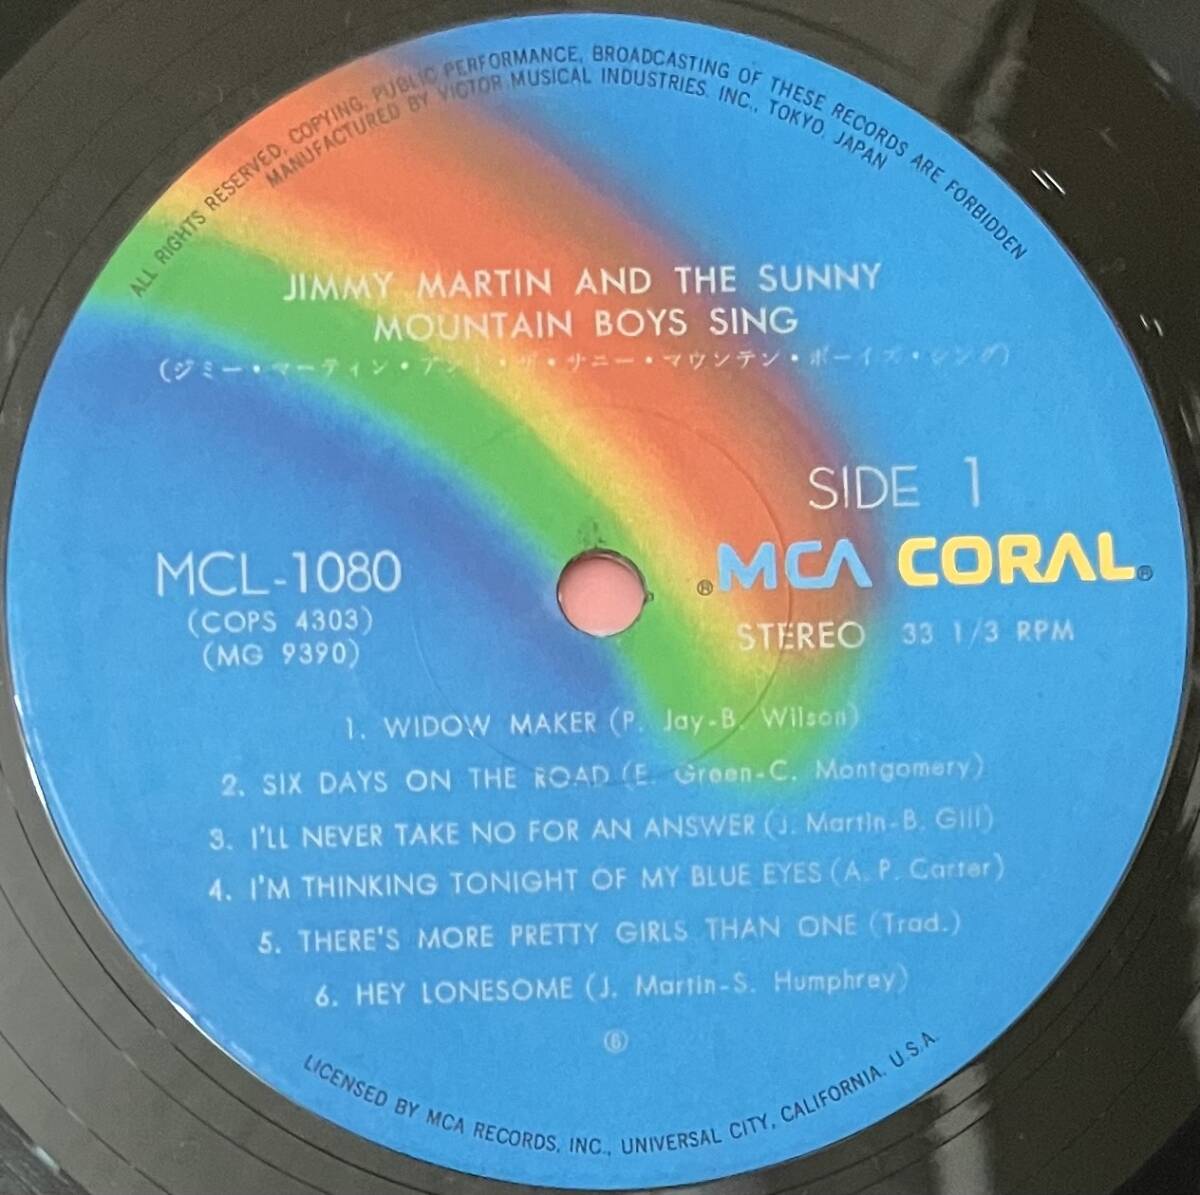 ALL RIGHTS RESERVED, COPYING, PUBLIC PERFORMANCE, BROADCASTING OF THESE RECORDS ARE FORBIDDEN
MANUFACTURED BY VICTOR MUSICAL INDUSTRIES, INC., TOKYO, JAPAN
JIMMY MARTIN AND THE SUNNY
MOUNTAIN BOYS SING
(ジミー・マーティン・アンド・ザ・サニー・マウンテン・ボーイズ・シング)
SIDE 1
MCL-1080
(COPS 4303)
(MG 9390)
®MCA CORAL®
STEREO 33 1/3 RPM
1. WIDOW MAKER (P. Jay-B. Wilson)
2. SIX DAYS ON THE ROAD (E. Green-C. Montgomery)
3. I'LL NEVER TAKE NO FOR AN ANSWER (J. Martin-B. Gill)
4. I'M THINKING TONIGHT OF MY BLUE EYES (A. P. Carter)
5. THERE'S MORE PRETTY GIRLS THAN ONE (Trad.)
6. HEY LONESOME (J. Martin-S. Humphrey)
⑥
LICENSED BY MCA RECORDS, INC., UNIVERSAL CITY, CALIFORNIA, U.S.A.